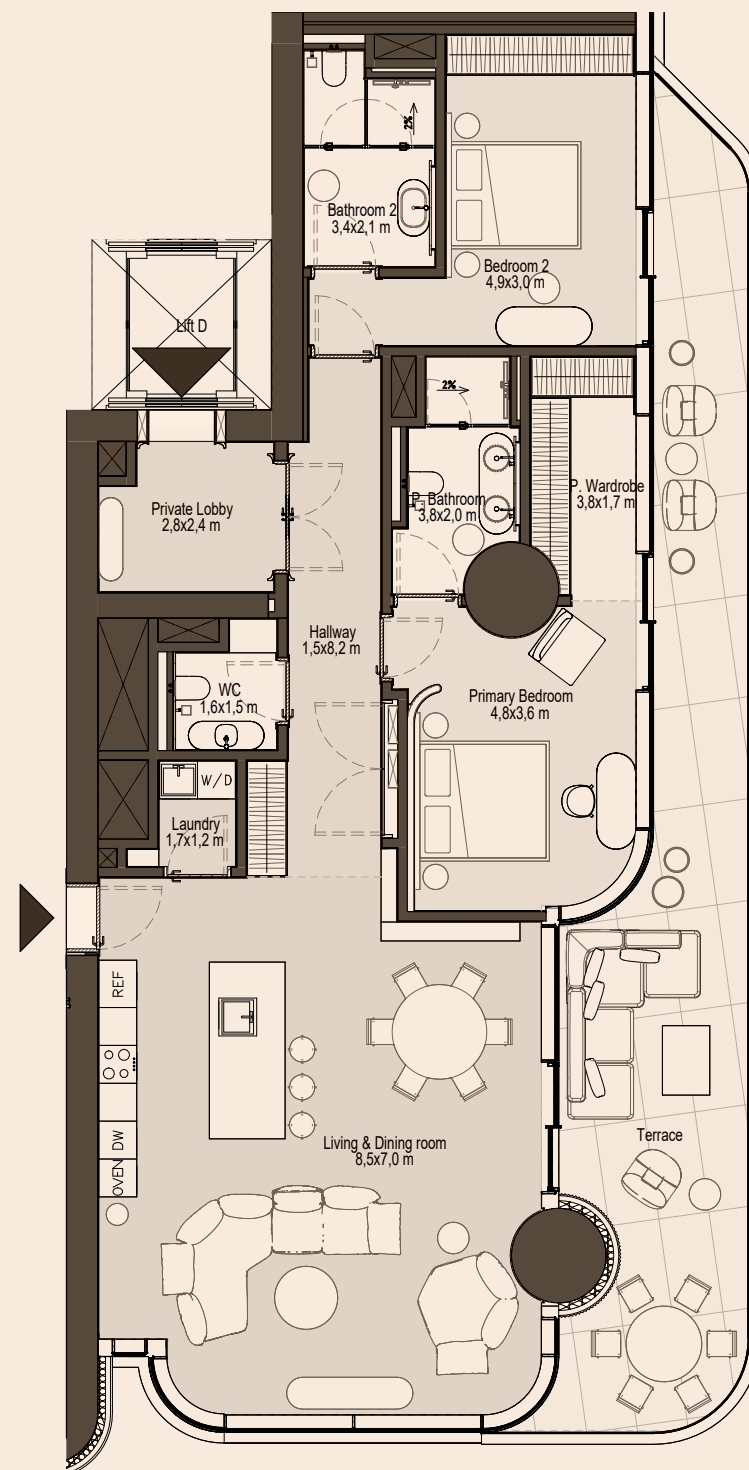 2%
Bathroom 2
3,4x2,1 m
Bedroom 2
4,9x3,0 m
Lift D
2%
P. Bathroom
3,8x2,0 m
P. Wardrobe
3,8x1,7 m
Private Lobby
2,8x2,4 m
Hallway
1,5x8,2 m
WC
1,6x1,5 m
Primary Bedroom
4,8x3,6 m
W/D
Laundry
1,7x1,2 m
REF
DW
OVEN
Living & Dining room
8,5x7,0 m
Terrace